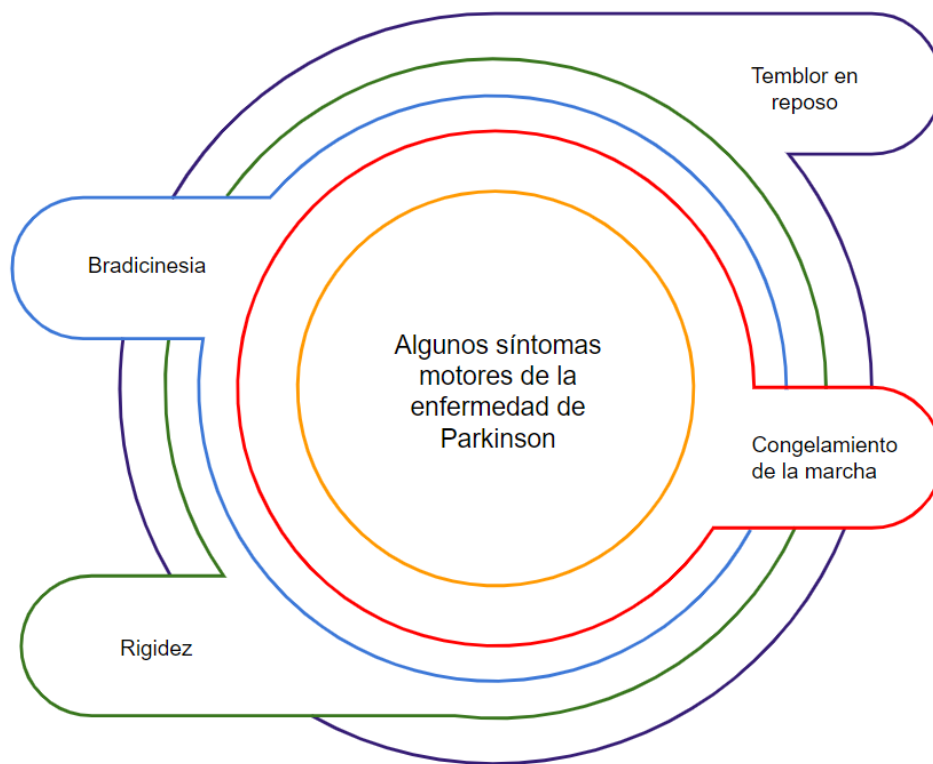 Temblor en
reposo
Bradicinesia
Algunos síntomas
motores de la
enfermedad de
Parkinson
Congelamiento
de la marcha
Rigidez